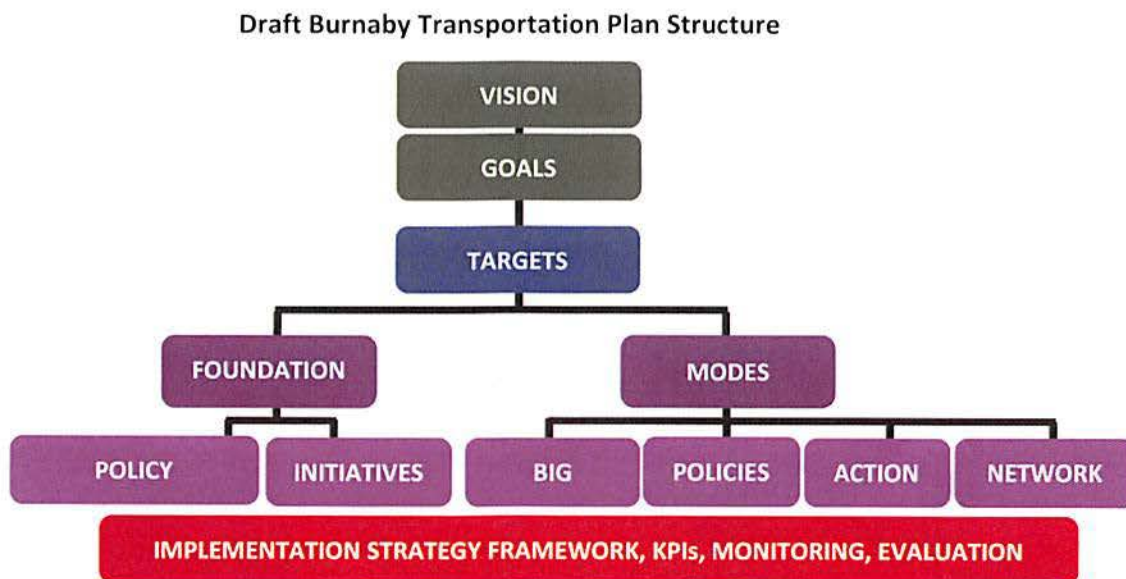 Draft Burnaby Transportation Plan Structure
VISION
GOALS
TARGETS
FOUNDATION
MODES
POLICY
INITIATIVES
BIG
POLICIES
ACTION
NETWORK
IMPLEMENTATION STRATEGY FRAMEWORK, KPIs, MONITORING, EVALUATION